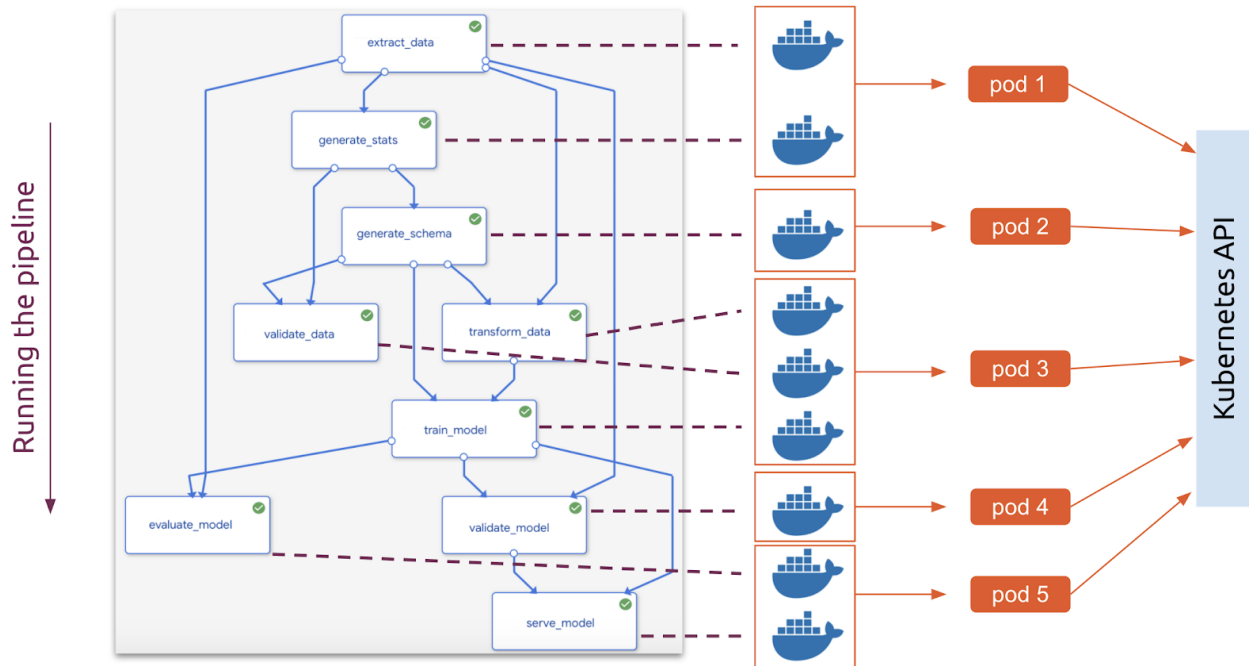 Running the pipeline
extract_data
generate_stats
generate_schema
validate_data
transform_data
train_model
evaluate_model
validate_model
serve_model
pod 1
pod 2
pod 3
pod 4
pod 5
Kubernetes API